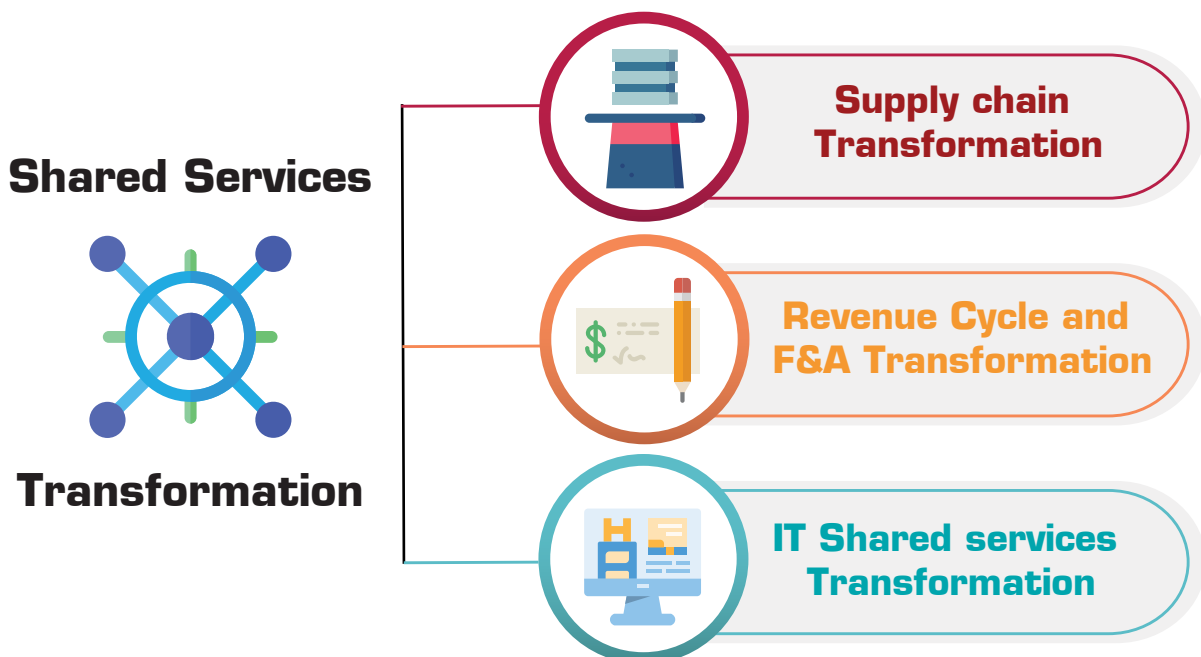 Shared Services
Transformation
Supply chain
Transformation
$
Revenue Cycle and
F&A Transformation
IT Shared services
Transformation